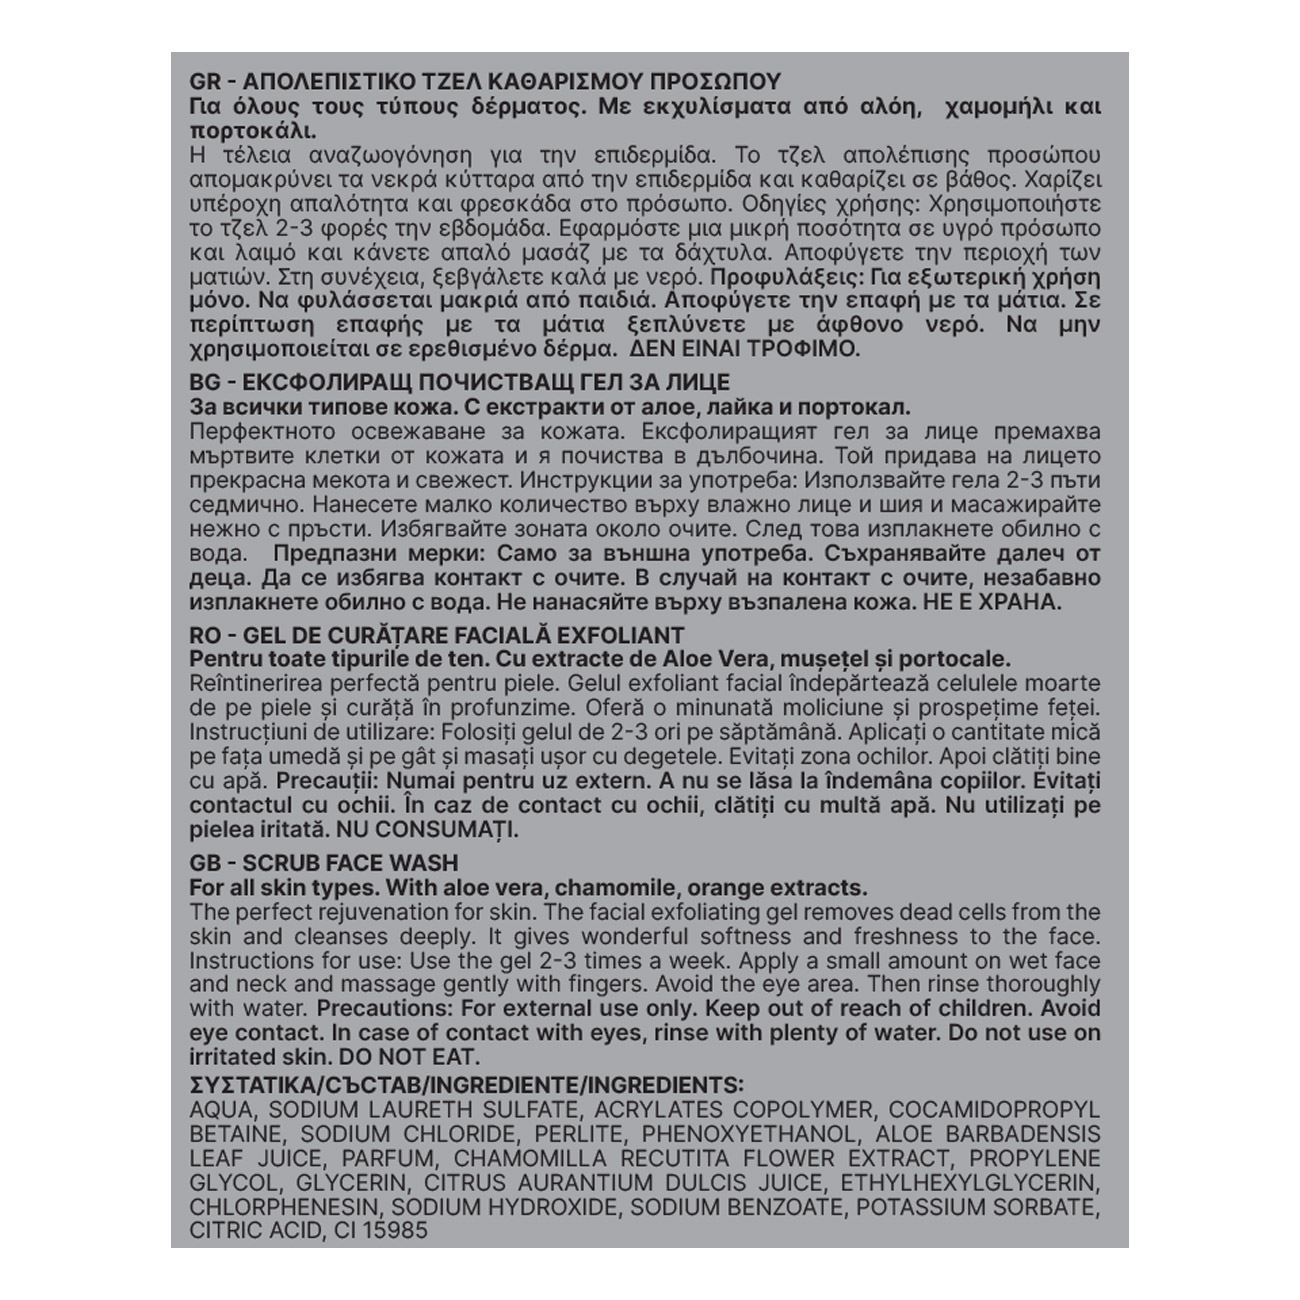 GR - ΑΠΟΛΕΠΙΣΤΙΚΟ ΤΖΕΛ ΚΑΘΑΡΙΣΜΟΥ ΠΡΟΣΩΠΟΥ
Για όλους τους τύπους δέρματος. Με εκχυλίσματα από αλόη, χαμομήλι και
πορτοκάλι.
Η τέλεια αναζωογόνηση για την επιδερμίδα. Το τζελ απολέπισης προσώπου
απομακρύνει τα νεκρά κύτταρα από την επιδερμίδα και καθαρίζει σε βάθος. Χαρίζει
υπέροχη απαλότητα και φρεσκάδα στο πρόσωπο. Οδηγίες χρήσης: Χρησιμοποιήστε
το τζελ 2-3 φορές την εβδομάδα. Εφαρμόστε μια μικρή ποσότητα σε υγρό πρόσωπο
και λαιμό και κάνετε απαλό μασάζ με τα δάχτυλα. Αποφύγετε την περιοχή των
ματιών. Στη συνέχεια, ξεβγάλετε καλά με νερό. Προφυλάξεις: Για εξωτερική χρήση
μόνο. Να φυλάσσεται μακριά από παιδιά. Αποφύγετε την επαφή με τα μάτια. Σε
περίπτωση επαφής με τα μάτια ξεπλύνετε με άφθονο νερό. Να μην
χρησιμοποιείται σε ερεθισμένο δέρμα. ΔΕΝ ΕΙΝΑΙ ΤΡΟΦΙΜΟ.
BG - ЕКСФОЛИРАЩ ПОЧИСТВАЩ ГЕЛ ЗА ЛИЦЕ
За всички типове кожа. С екстракти от алое, лайка и портокал.
Перфектното освежаване за кожата. Ексфолиращият гел за лице премахва
мъртвите клетки от кожата и я почиства в дълбочина. Той придава на лицето
прекрасна мекота и свежест. Инструкции за употреба: Използвайте гела 2-3 пъти
седмично. Нанесете малко количество върху влажно лице и шия и масажирайте
нежно с пръсти. Избягвайте зоната около очите. След това изплакнете обилно с
вода. Предпазни мерки: Само за външна употреба. Съхранявайте далеч от
деца. Да се избягва контакт с очите. В случай на контакт с очите, незабавно
изплакнете обилно с вода. Не нанасяйте върху възпалена кожа. НЕ Е ХРАНА.
RO - GEL DE CURĂȚARE FACIALĂ EXFOLIANT
Pentru toate tipurile de ten. Cu extracte de Aloe Vera, mușețel și portocale.
Reîntinerirea perfectă pentru piele. Gelul exfoliant facial îndepărtează celulele moarte
de pe piele și curăță în profunzime. Oferă o minunată moliciune și prospețime feței.
Instrucțiuni de utilizare: Folosiți gelul de 2-3 ori pe săptămână. Aplicați o cantitate mică
pe fața umedă și pe gât și masați ușor cu degetele. Evitați zona ochilor. Apoi clătiți bine
cu apă. Precauții: Numai pentru uz extern. A nu se lăsa la îndemâna copiilor. Evitați
contactul cu ochii. În caz de contact cu ochii, clătiți cu multă apă. Nu utilizați pe
pielea iritată. NU CONSUMAȚI.
GB - SCRUB FACE WASH
For all skin types. With aloe vera, chamomile, orange extracts.
The perfect rejuvenation for skin. The facial exfoliating gel removes dead cells from the
skin and cleanses deeply. It gives wonderful softness and freshness to the face.
Instructions for use: Use the gel 2-3 times a week. Apply a small amount on wet face
and neck and massage gently with fingers. Avoid the eye area. Then rinse thoroughly
with water. Precautions: For external use only. Keep out of reach of children. Avoid
eye contact. In case of contact with eyes, rinse with plenty of water. Do not use on
irritated skin. DO NOT EAT.
ΣΥΣΤΑΤΙΚΑ/СЪСТАВ/INGREDIENTE/INGREDIENTS:
AQUA, SODIUM LAURETH SULFATE, ACRYLATES COPOLYMER, COCAMIDOPROPYL
BETAINE, SODIUM CHLORIDE, PERLITE, PHENOXYETHANOL, ALOE BARBADENSIS
LEAF JUICE, PARFUM, CHAMOMILLA RECUTITA FLOWER EXTRACT, PROPYLENE
GLYCOL, GLYCERIN, CITRUS AURANTIUM DULCIS JUICE, ETHYLHEXYLGLYCERIN,
CHLORPHENESIN, SODIUM HYDROXIDE, SODIUM BENZOATE, POTASSIUM SORBATE,
CITRIC ACID, CI 15985